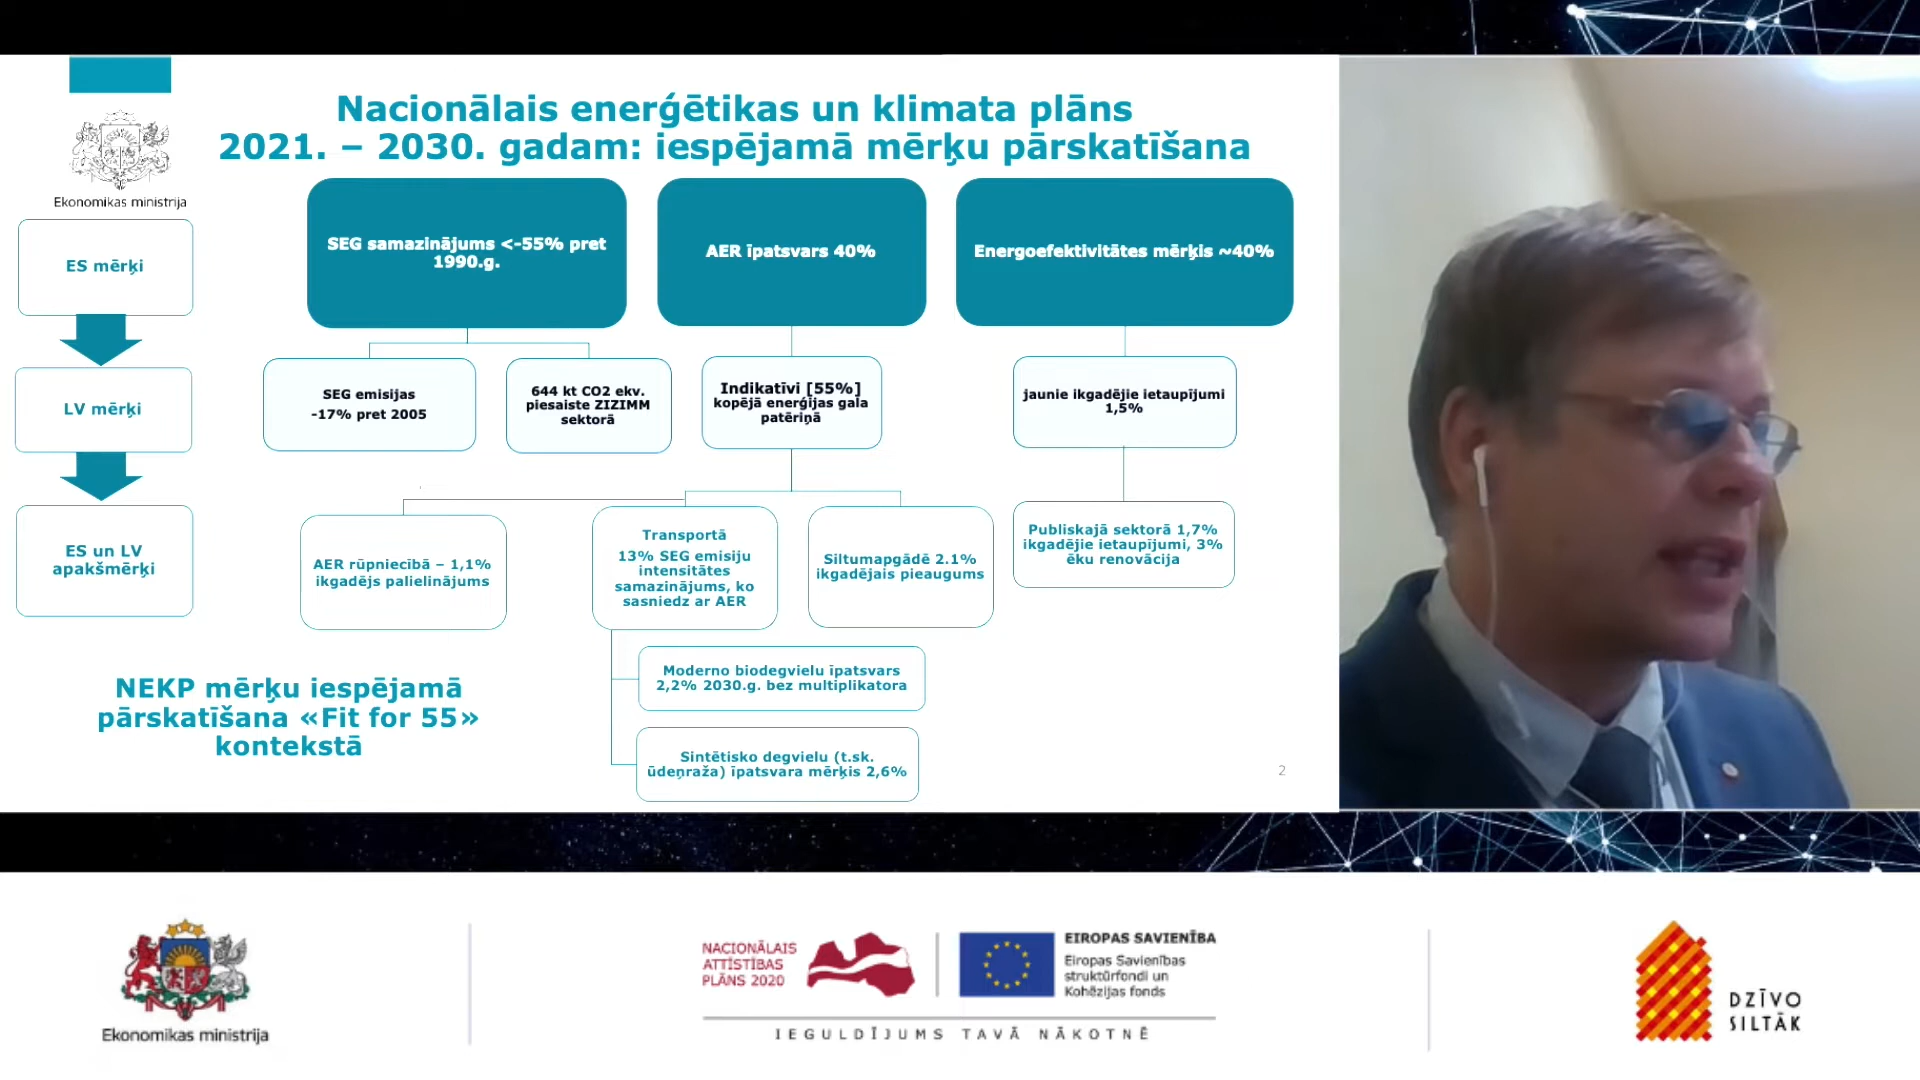 Nacionālais enerģētikas un klimata plāns
2021. – 2030. gadam: iespējamā mērķu pārskatīšana
Ekonomikas ministrija
ES mērķi
SEG samazinājums <-55% pret
1990.g.
AER īpatsvars 40%
Energoefektivitātes mērķis ~40%
LV mērķi
SEG emisijas
-17% pret 2005
644 kt CO2 ekv.
piesaiste ZIZIMM
sektorā
Indikatīvi [55%]
kopējā enerģijas gala
patēriņā
jaunie ikgadējie ietaupījumi
1,5%
ES un LV
apakšmērķi
AER rūpniecībā – 1,1%
ikgadējs palielinājums
Transportā
13% SEG emisiju
intensitātes
samazinājums, ko
sasniedz ar AER
Siltumapgādē 2.1%
ikgadējais pieaugums
Publiskajā sektorā 1,7%
ikgadējie ietaupījumi, 3%
ēku renovācija
Moderno biodegvielu īpatsvars
2,2% 2030.g. bez multiplikatora
Sintētisko degvielu (t.sk.
ūdeņraža) īpatsvara mērķis 2,6%
NEKP mērķu iespējamā
pārskatīšana «Fit for 55»
kontekstā
2
Ekonomikas ministrija
NACIONĀLAIS
ATTĪSTĪBAS
PLĀNS 2020
EIROPAS SAVIENĪBA
Eiropas Savienības
struktūrfondi un
Kohēzijas fonds
IEGULDĪJUMS TAVĀ NĀKOTNĒ
DZĪVO
SILTĀK